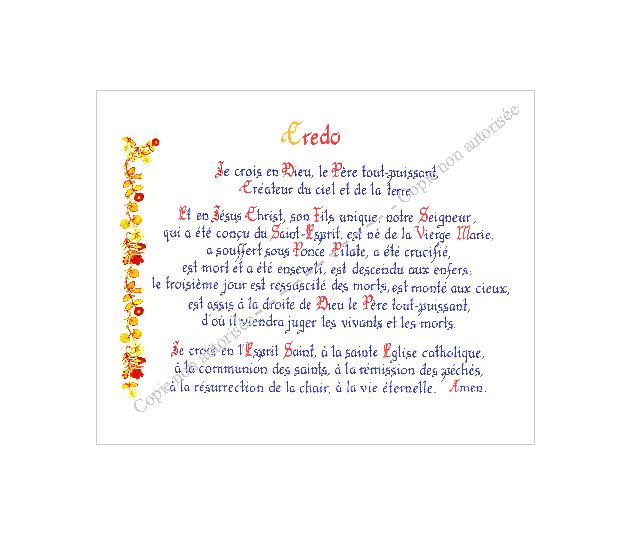 Credo
Je crois en Dieu, le Père tout-puissant,
Créateur du ciel et de la terre
Et en Jésus Christ, son Fils unique, notre Seigneur,
qui a été conçu du Saint-Esprit, est né de la Vierge Marie,
a souffert sous Ponce Pilate, a été crucifié,
est mort et a été enseveli, est descendu aux enfers;
le troisième jour est ressuscité des morts, est monté aux cieux,
est assis à la droite de Dieu le Père tout-puissant,
d'où il viendra juger les vivants et les morts.
Je crois en l'Esprit Saint, à la sainte Eglise catholique,
à la communion des saints, à la rémission des péchés,
à la résurrection de la chair, à la vie éternelle. Amen.
Copie non autorisée - - - - - - - - - - Copie non autorisée